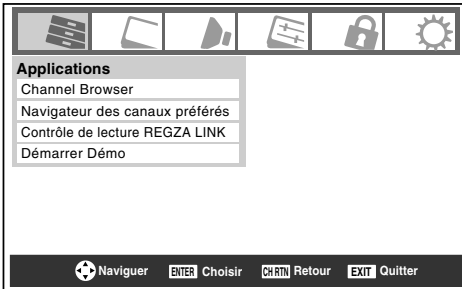 Applications
Channel Browser
Navigateur des canaux préférés
Contrôle de lecture REGZA LINK
Démarrer Démo
Naviguer ENTER Choisir CH RTN Retour EXIT Quitter